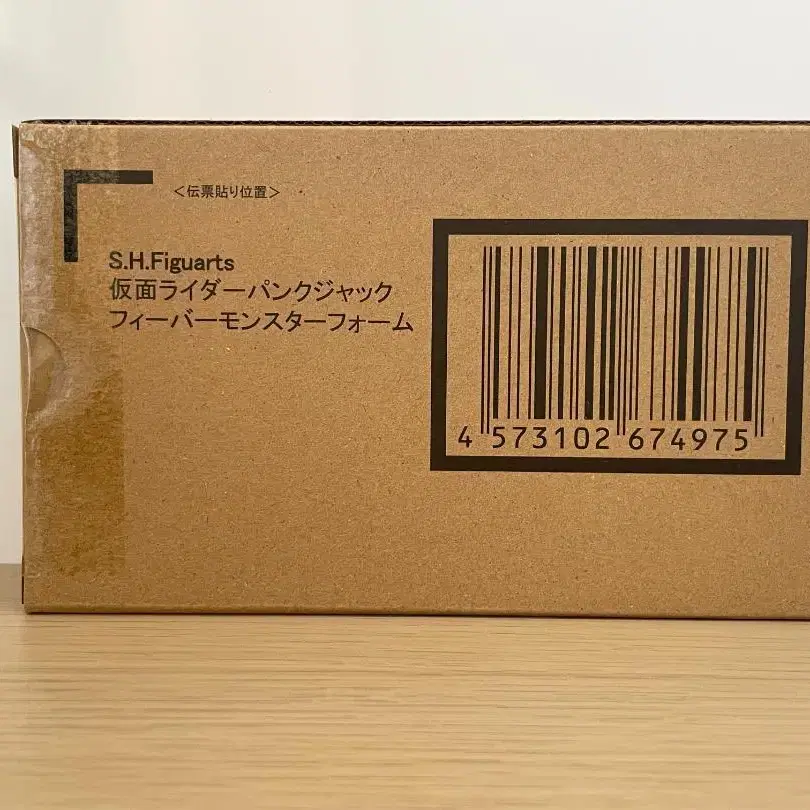 ＜伝票貼り位置＞
S.H.Figuarts
仮面ライダーパンクジャック
フィーバーモンスターフォーム
4 573102 674975